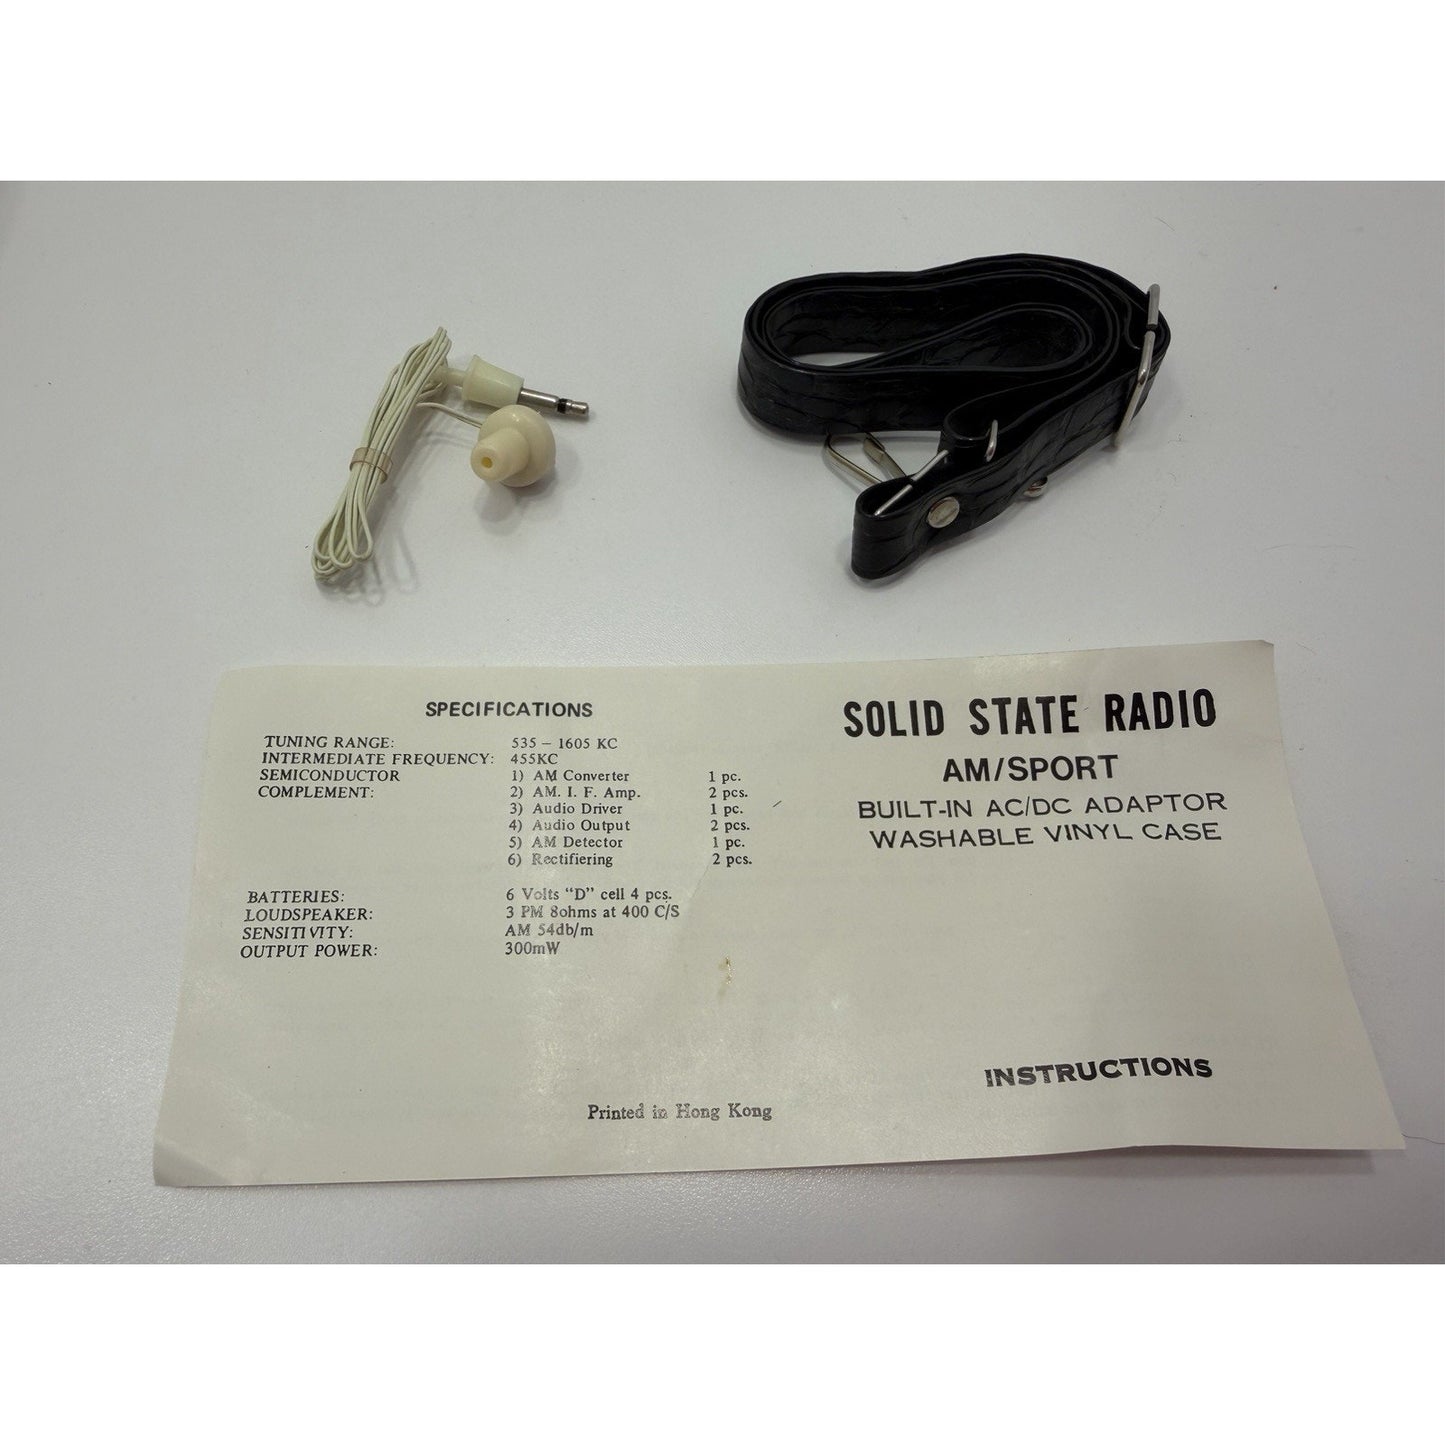 SPECIFICATIONS
TUNING RANGE: 535 – 1605 KC
INTERMEDIATE FREQUENCY: 455KC
SEMICONDUCTOR 1) AM Converter 1 pc.
COMPLEMENT: 2) AM. I. F. Amp. 2 pcs.
3) Audio Driver 1 pc.
4) Audio Output 2 pcs.
5) AM Detector 1 pc.
6) Rectifiering 2 pcs.
BATTERIES: 6 Volts "D" cell 4 pcs.
LOUDSPEAKER: 3 PM 8ohms at 400 C/S
SENSITIVITY: AM 54db/m
OUTPUT POWER: 300mW
Printed in Hong Kong
SOLID STATE RADIO
AM/SPORT
BUILT-IN AC/DC ADAPTOR
WASHABLE VINYL CASE
INSTRUCTIONS